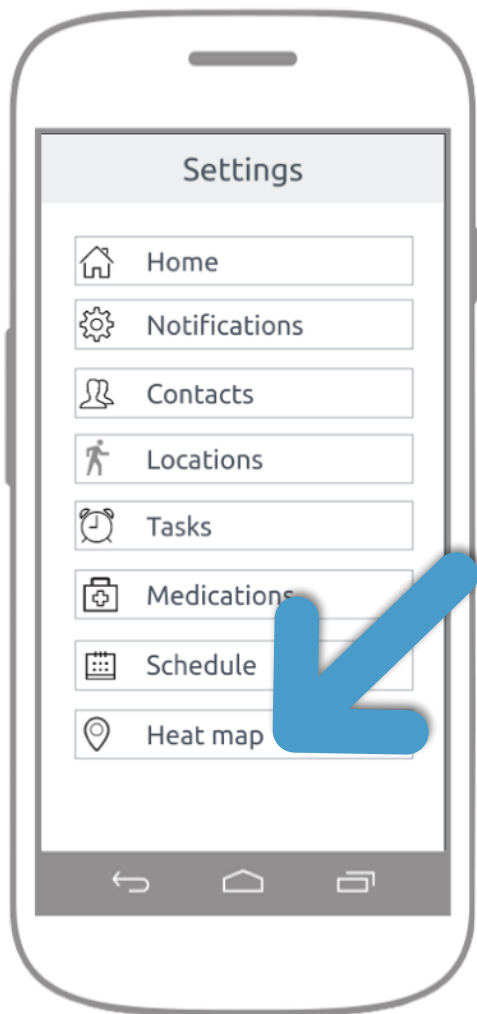 Settings
Home
Notifications
Contacts
Locations
Tasks
Medications
Schedule
Heat map